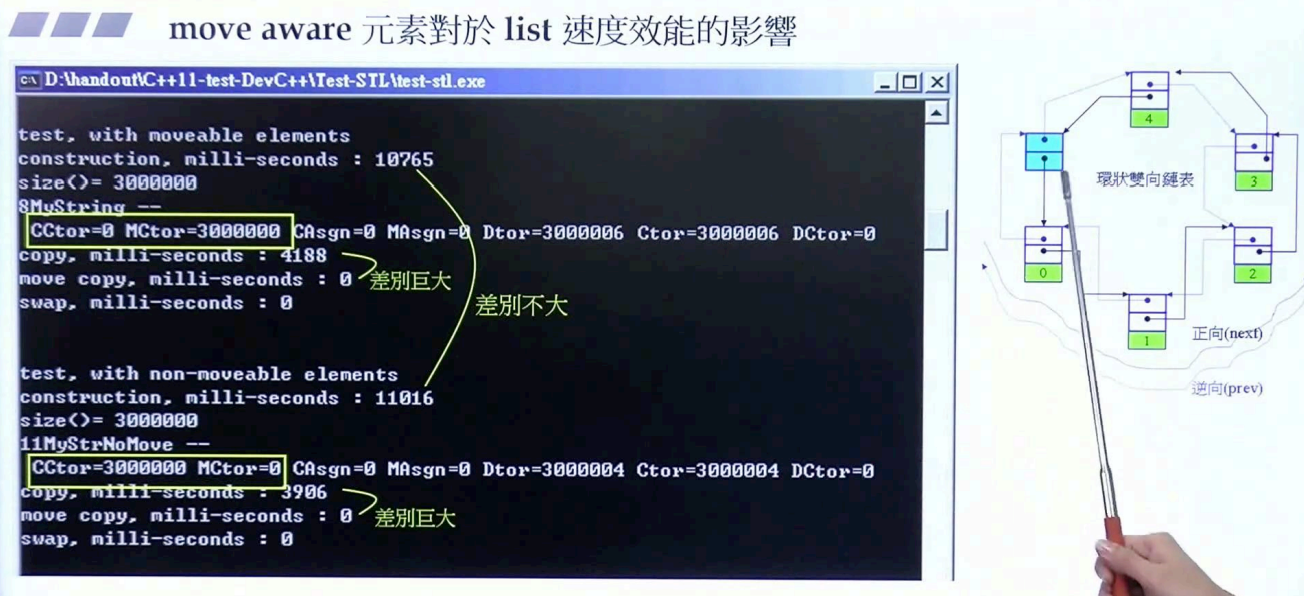 move aware 元素對於 list 速度效能的影響
D:\handout\C++11-test-DevC++\Test-STL\test-stl.exe
test, with moveable elements
construction, milli-seconds : 10765
size()= 3000000
8MyString --
CCtor=0 MCtor=3000000 CAsgn=0 MAsgn=0 Dtor=3000006 Ctor=3000006 DCtor=0
copy, milli-seconds : 4188
move copy, milli-seconds : 0
差別巨大
swap, milli-seconds : 0
差別不大
test, with non-moveable elements
construction, milli-seconds : 11016
size()= 3000000
11MyStrNoMove --
CCtor=3000000 MCtor=0 CAsgn=0 MAsgn=0 Dtor=3000004 Ctor=3000004 DCtor=0
copy, milli-seconds : 3906
move copy, milli-seconds : 0
差別巨大
swap, milli-seconds : 0
4
環狀雙向鏈表
3
0
2
1
正向(next)
逆向(prev)